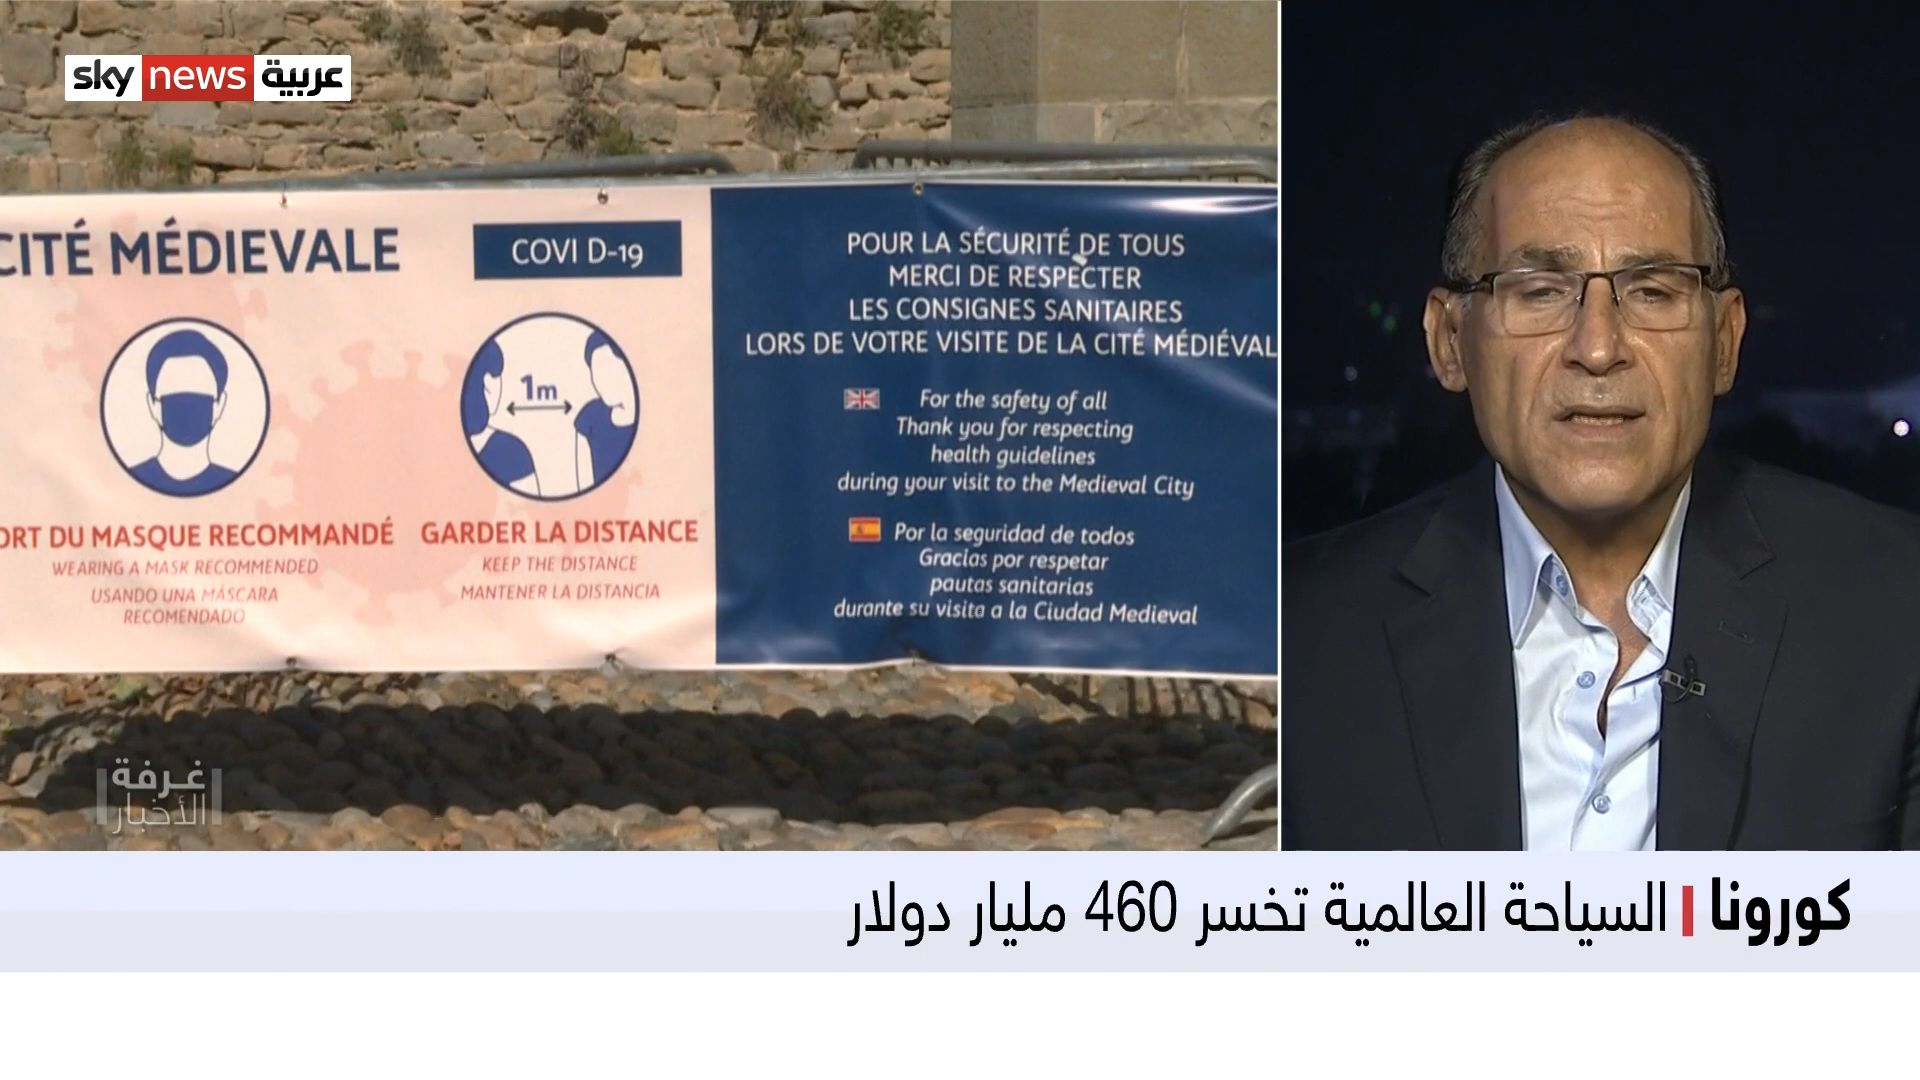 sky news عربية
CITÉ MÉDIEVALE
COVI D-19
1m
ORT DU MASQUE RECOMMANDÉ
WEARING A MASK RECOMMENDED
USANDO UNA MÁSCARA
RECOMENDADO
GARDER LA DISTANCE
KEEP THE DISTANCE
MANTENER LA DISTANCIA
POUR LA SÉCURITÉ DE TOUS
MERCI DE RESPECTER
LES CONSIGNES SANITAIRES
LORS DE VOTRE VISITE DE LA CITÉ MÉDIÉVAL
For the safety of all
Thank you for respecting
health guidelines
during your visit to the Medieval City
Por la seguridad de todos
Gracias por respetar
pautas sanitarias
durante su visita a la Ciudad Medieval
غرفة
الأخبار
كورونا | السياحة العالمية تخسر 460 مليار دولار